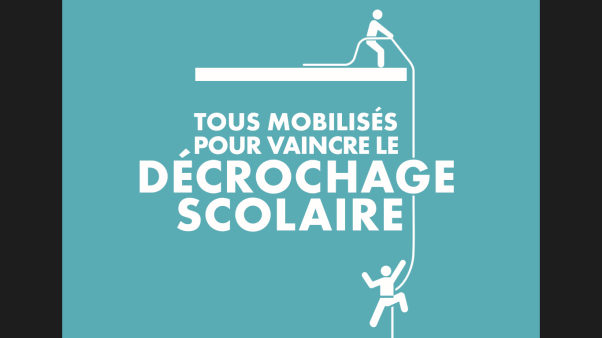 TOUS MOBILISÉS
POUR VAINCRE LE
DÉCROCHAGE
SCOLAIRE